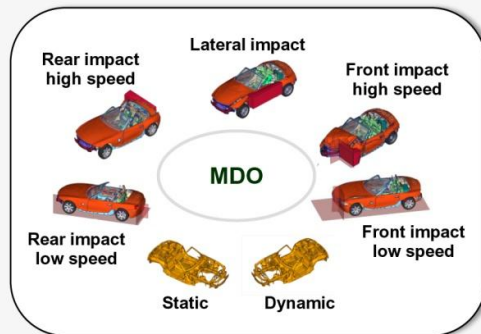 Lateral impact
Rear impact
high speed
Front impact
high speed
MDO
Rear impact
low speed
Front impact
low speed
Static
Dynamic